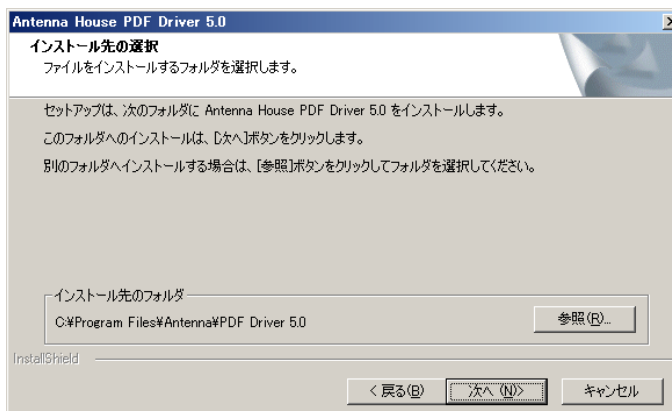 Antenna House PDF Driver 5.0
インストール先の選択
ファイルをインストールするフォルダを選択します。
セットアップは、次のフォルダに Antenna House PDF Driver 5.0 をインストールします。
このフォルダへのインストールは、[次へ]ボタンをクリックします。
別のフォルダへインストールする場合は、[参照]ボタンをクリックしてフォルダを選択してください。
インストール先のフォルダ
C:¥Program Files¥Antenna¥PDF Driver 5.0
参照(R)...
InstallShield
< 戻る(B)
次へ (N)>
キャンセル